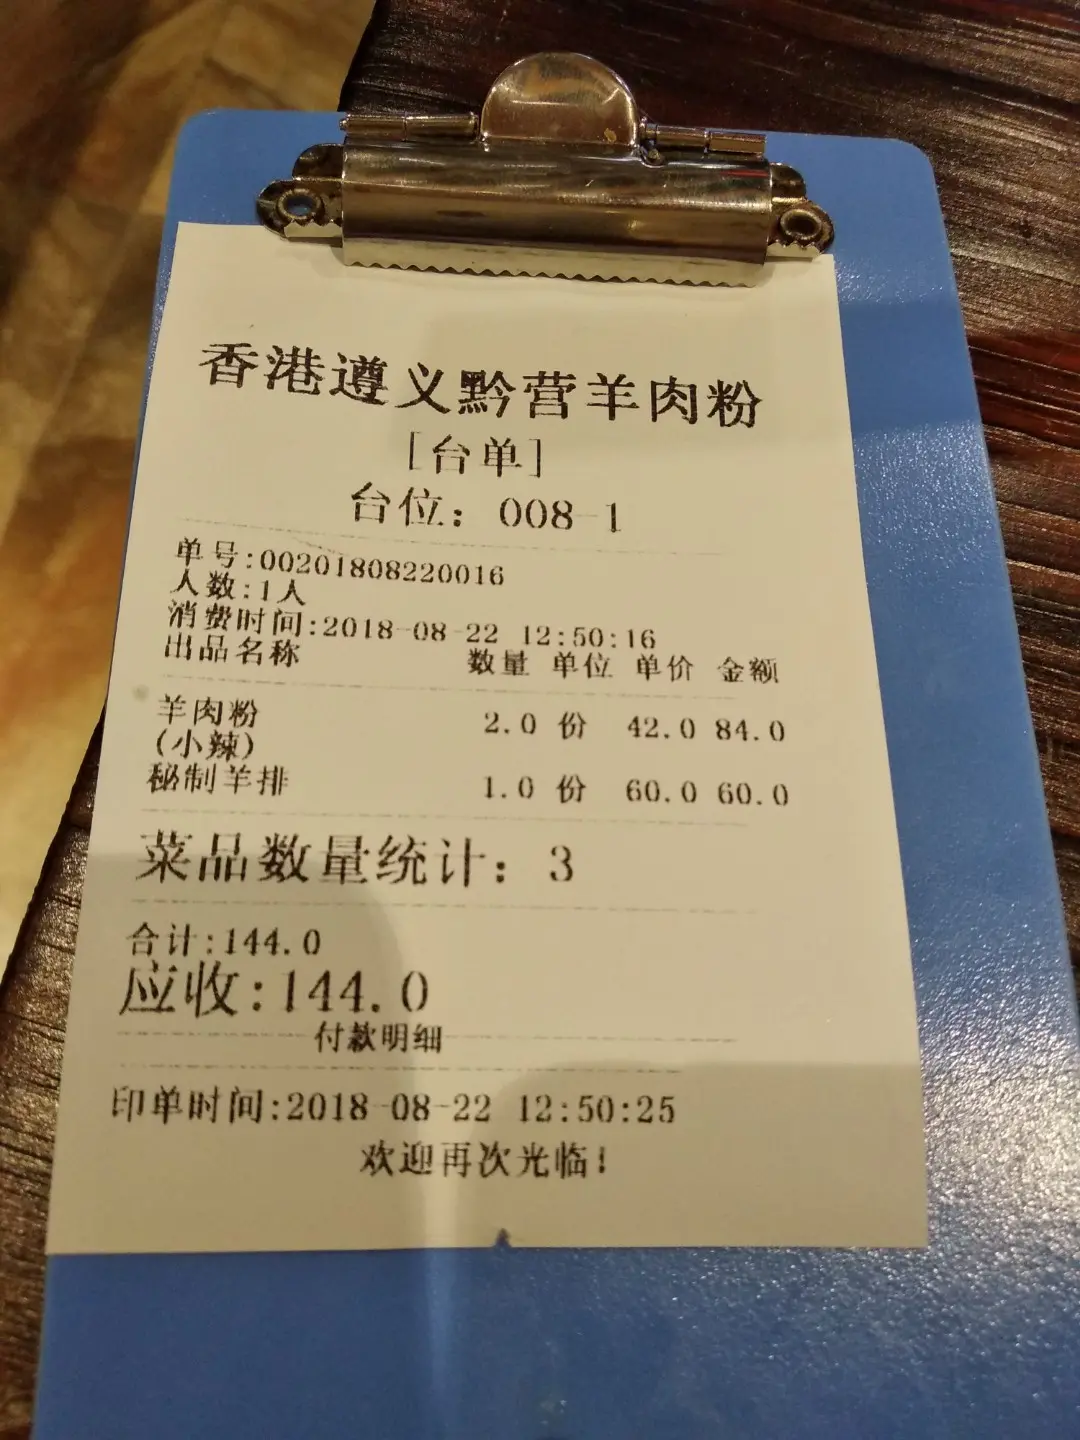 香港遵义黔营羊肉粉
[台单]
台位：008-1
单号:00201808220016
人数:1人
消费时间:2018-08-22 12:50:16
出品名称 数量 单位 单价 金额
羊肉粉 2.0 份 42.0 84.0
(小辣)
秘制羊排 1.0 份 60.0 60.0
菜品数量统计：3
合计:144.0
应收:144.0
付款明细
印单时间:2018-08-22 12:50:25
欢迎再次光临!